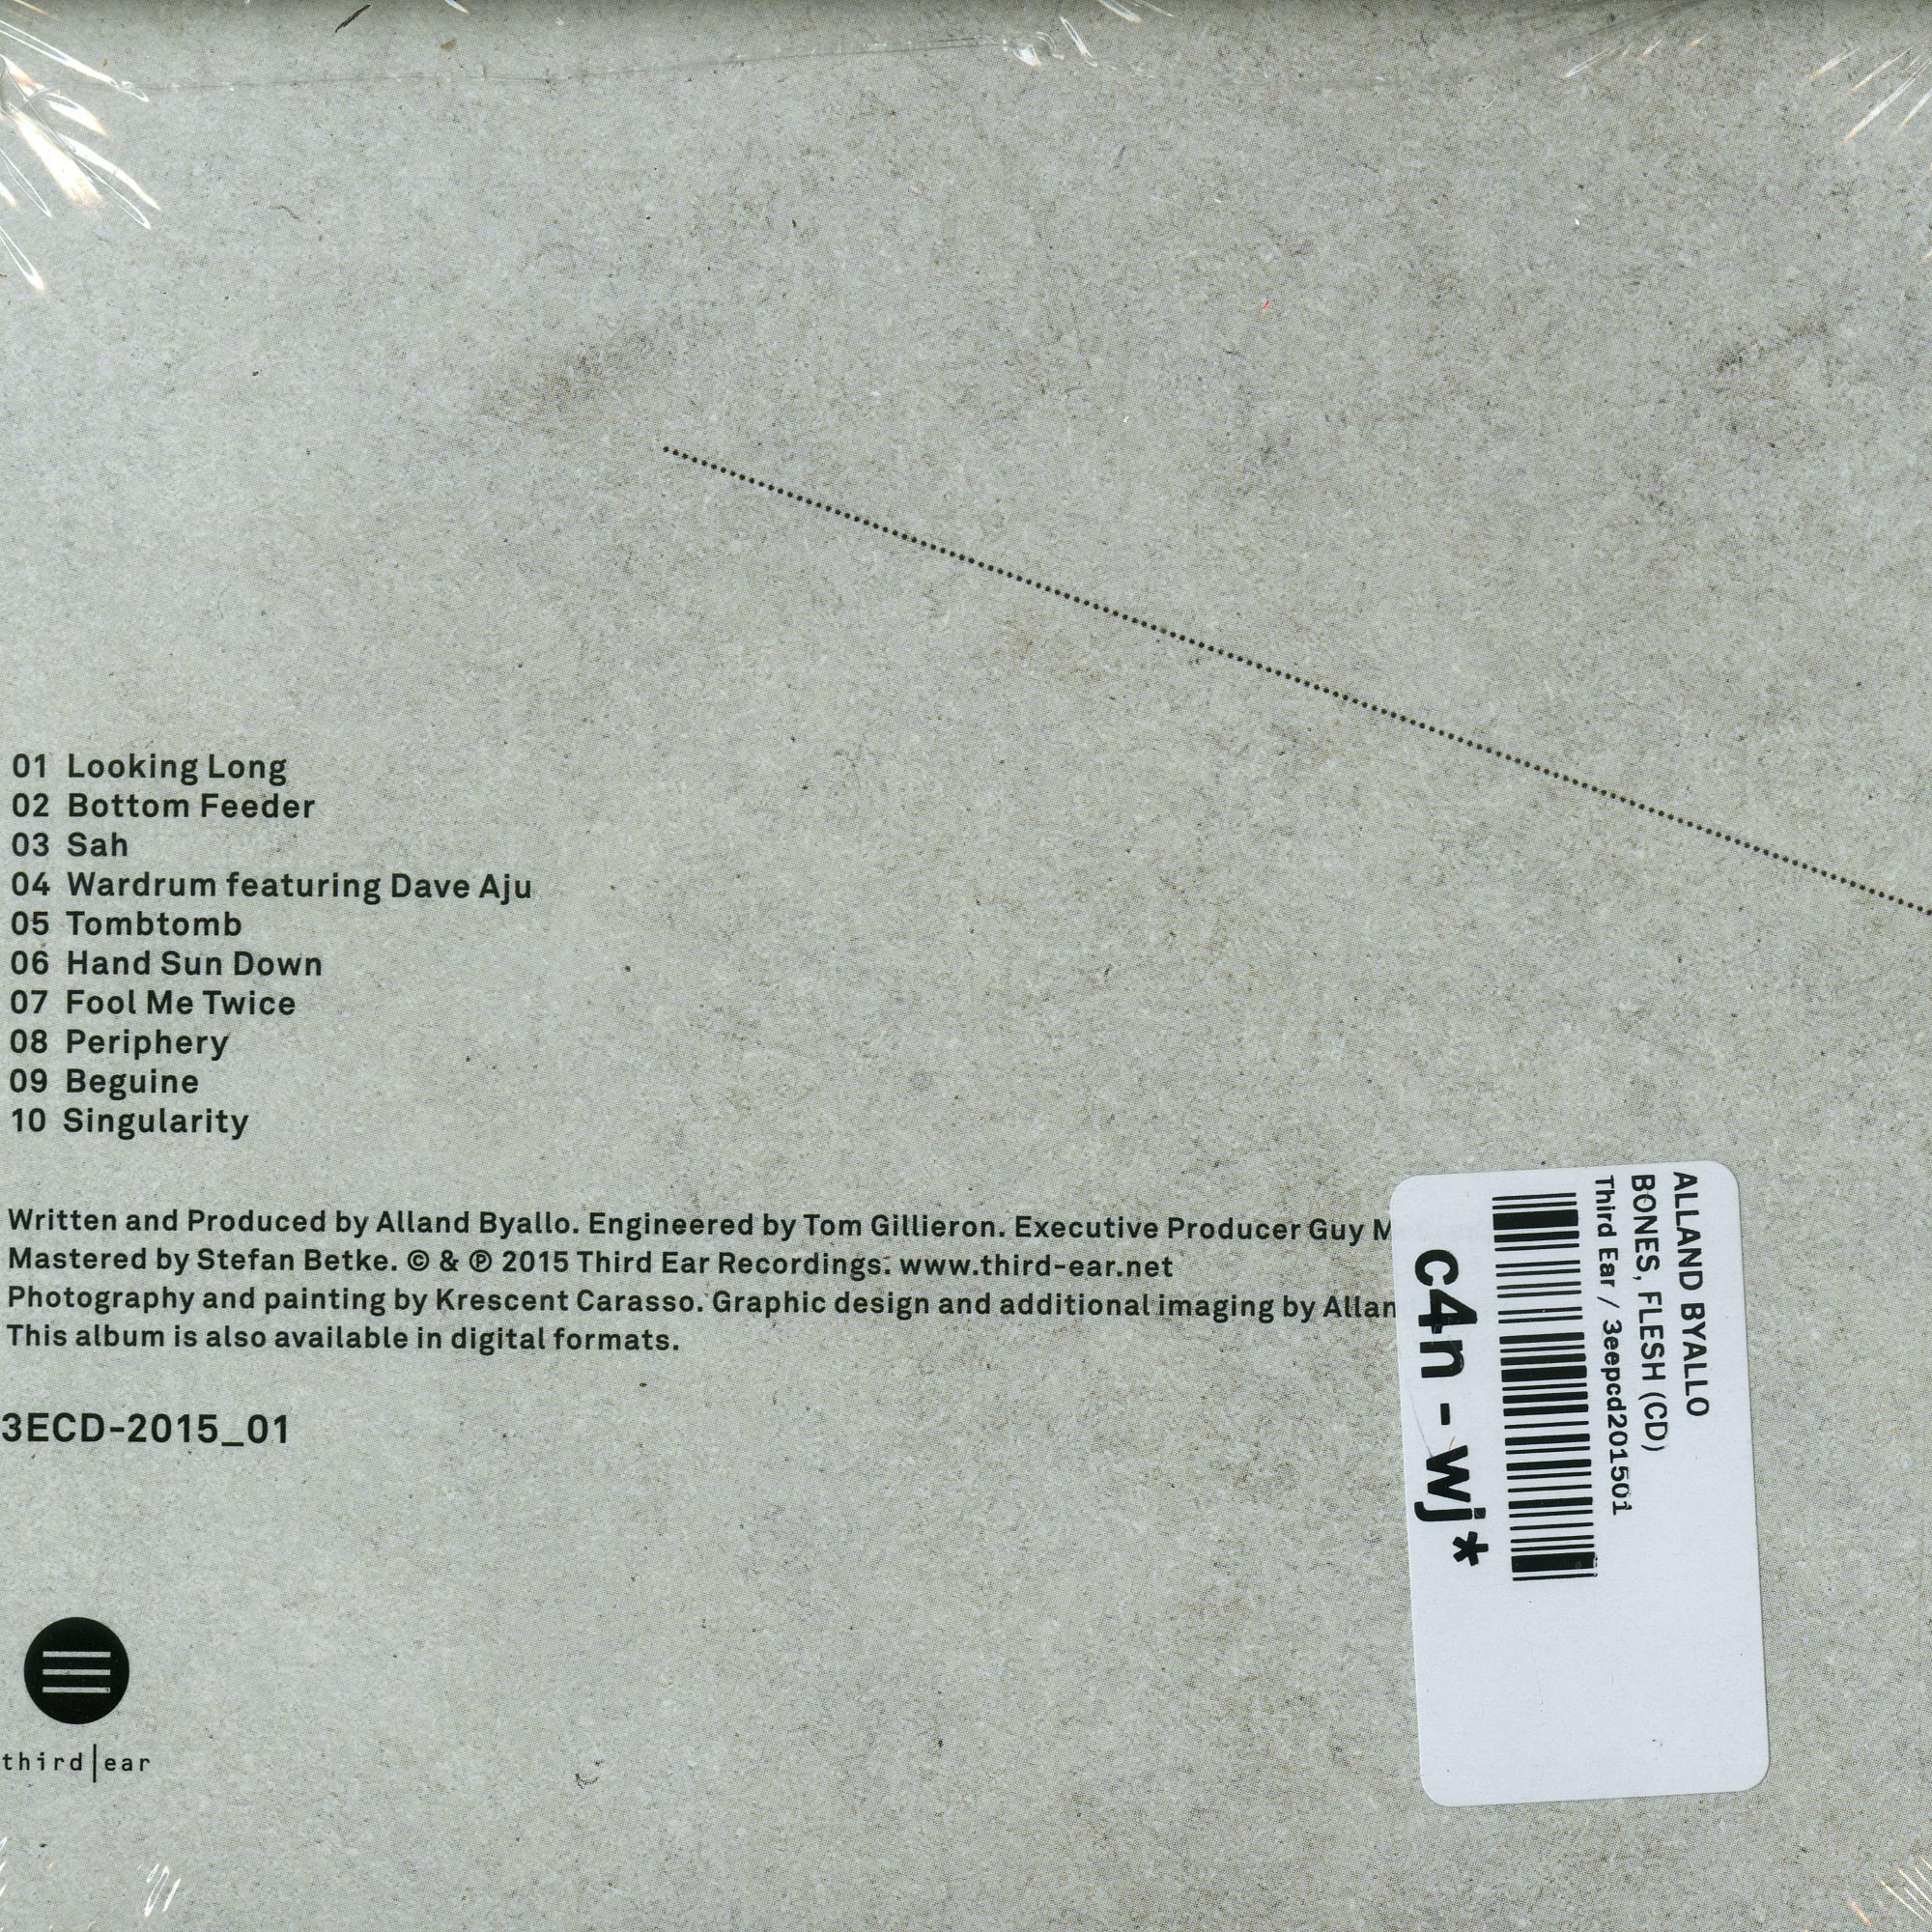 01 Looking Long
02 Bottom Feeder
03 Sah
04 Wardrum featuring Dave Aju
05 Tombtomb
06 Hand Sun Down
07 Fool Me Twice
08 Periphery
09 Beguine
10 Singularity
Written and Produced by Alland Byallo. Engineered by Tom Gillieron. Executive Producer Guy
Mastered by Stefan Betke. © & ℗ 2015 Third Ear Recordings. www.third-ear.net
Photography and painting by Krescent Carasso. Graphic design and additional imaging by
This album is also available in digital formats.
3ECD-2015_01
third|ear
ALLAND BYALLO
BONES, FLESH (CD)
Third Ear / 3eepcd201501
c4n - wj*